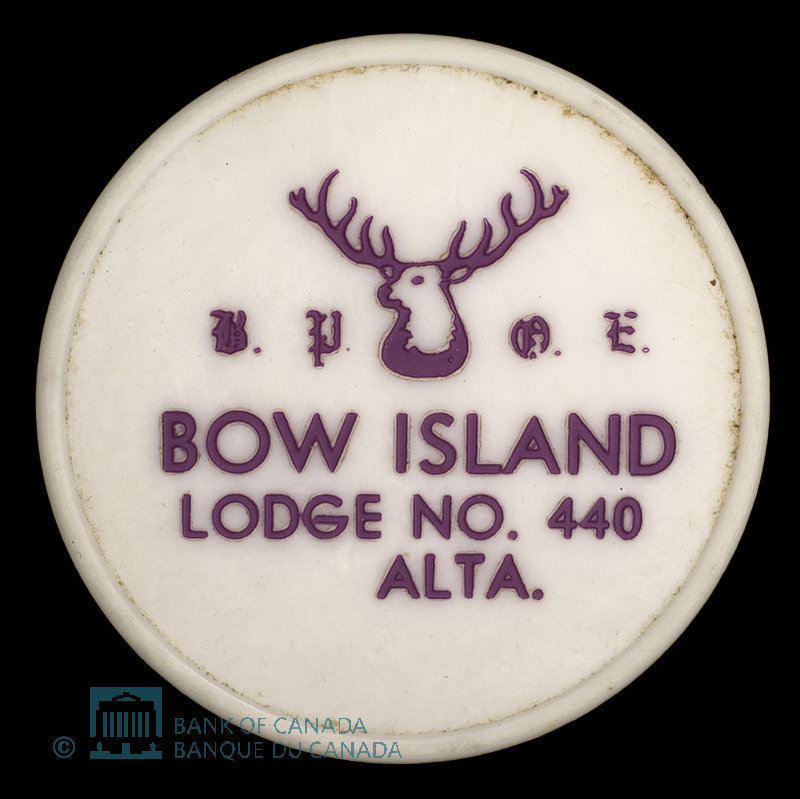 B. P. O. E.
BOW ISLAND
LODGE NO. 440
ALTA.
© BANK OF CANADA
BANQUE DU CANADA